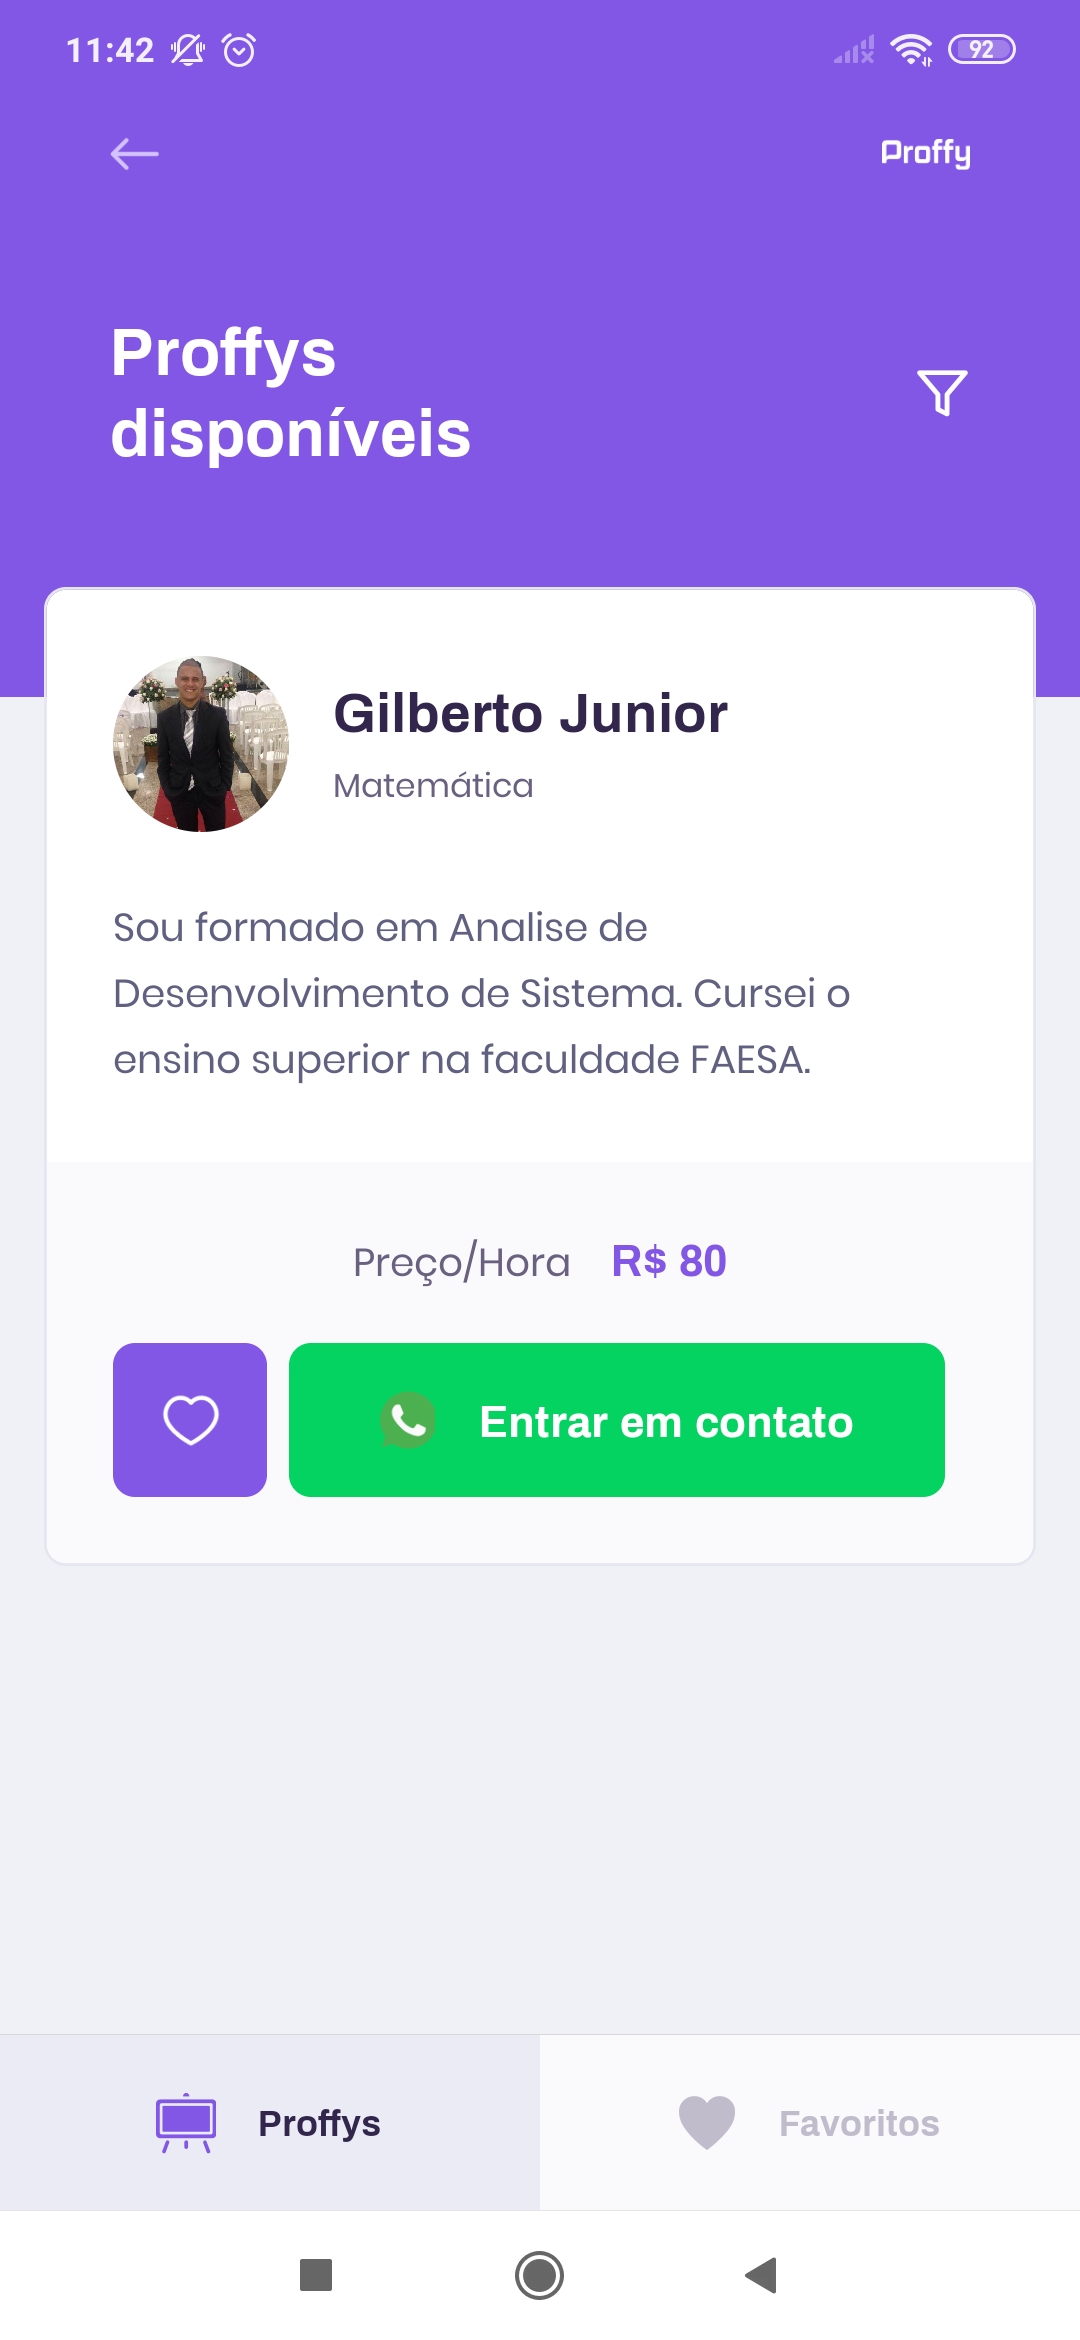 11:42
92
Proffy
Proffys
disponíveis
Gilberto Junior
Matemática
Sou formado em Analise de
Desenvolvimento de Sistema. Cursei o
ensino superior na faculdade FAESA.
Preço/Hora R$ 80
Entrar em contato
Proffys
Favoritos